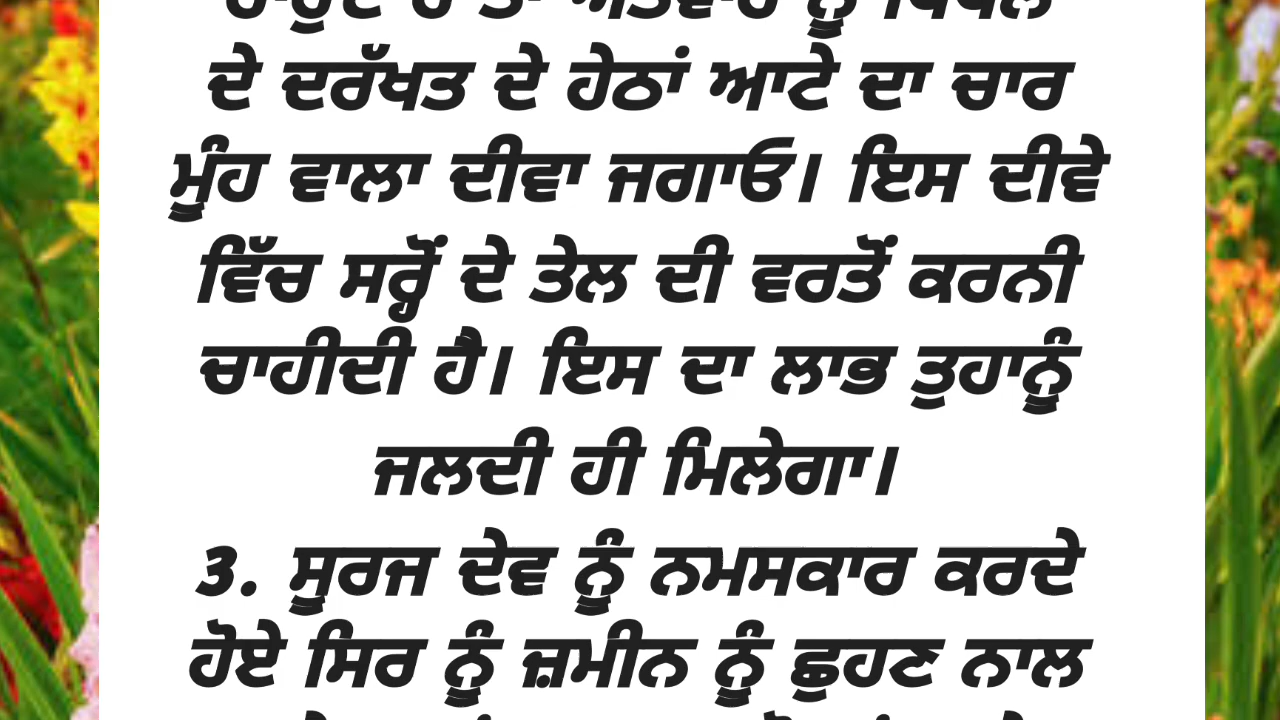 ਨੂੰ
ਦੇ ਦਰੱਖਤ ਦੇ ਹੇਠਾਂ ਆਟੇ ਦਾ ਚਾਰ
ਮੂੰਹ ਵਾਲਾ ਦੀਵਾ ਜਗਾਓ। ਇਸ ਦੀਵੇ
ਵਿੱਚ ਸਰ੍ਹੋਂ ਦੇ ਤੇਲ ਦੀ ਵਰਤੋਂ ਕਰਨੀ
ਚਾਹੀਦੀ ਹੈ। ਇਸ ਦਾ ਲਾਭ ਤੁਹਾਨੂੰ
ਜਲਦੀ ਹੀ ਮਿਲੇਗਾ।
3. ਸੂਰਜ ਦੇਵ ਨੂੰ ਨਮਸਕਾਰ ਕਰਦੇ
ਹੋਏ ਸਿਰ ਨੂੰ ਜ਼ਮੀਨ ਨੂੰ ਛੁਹਣ ਨਾਲ